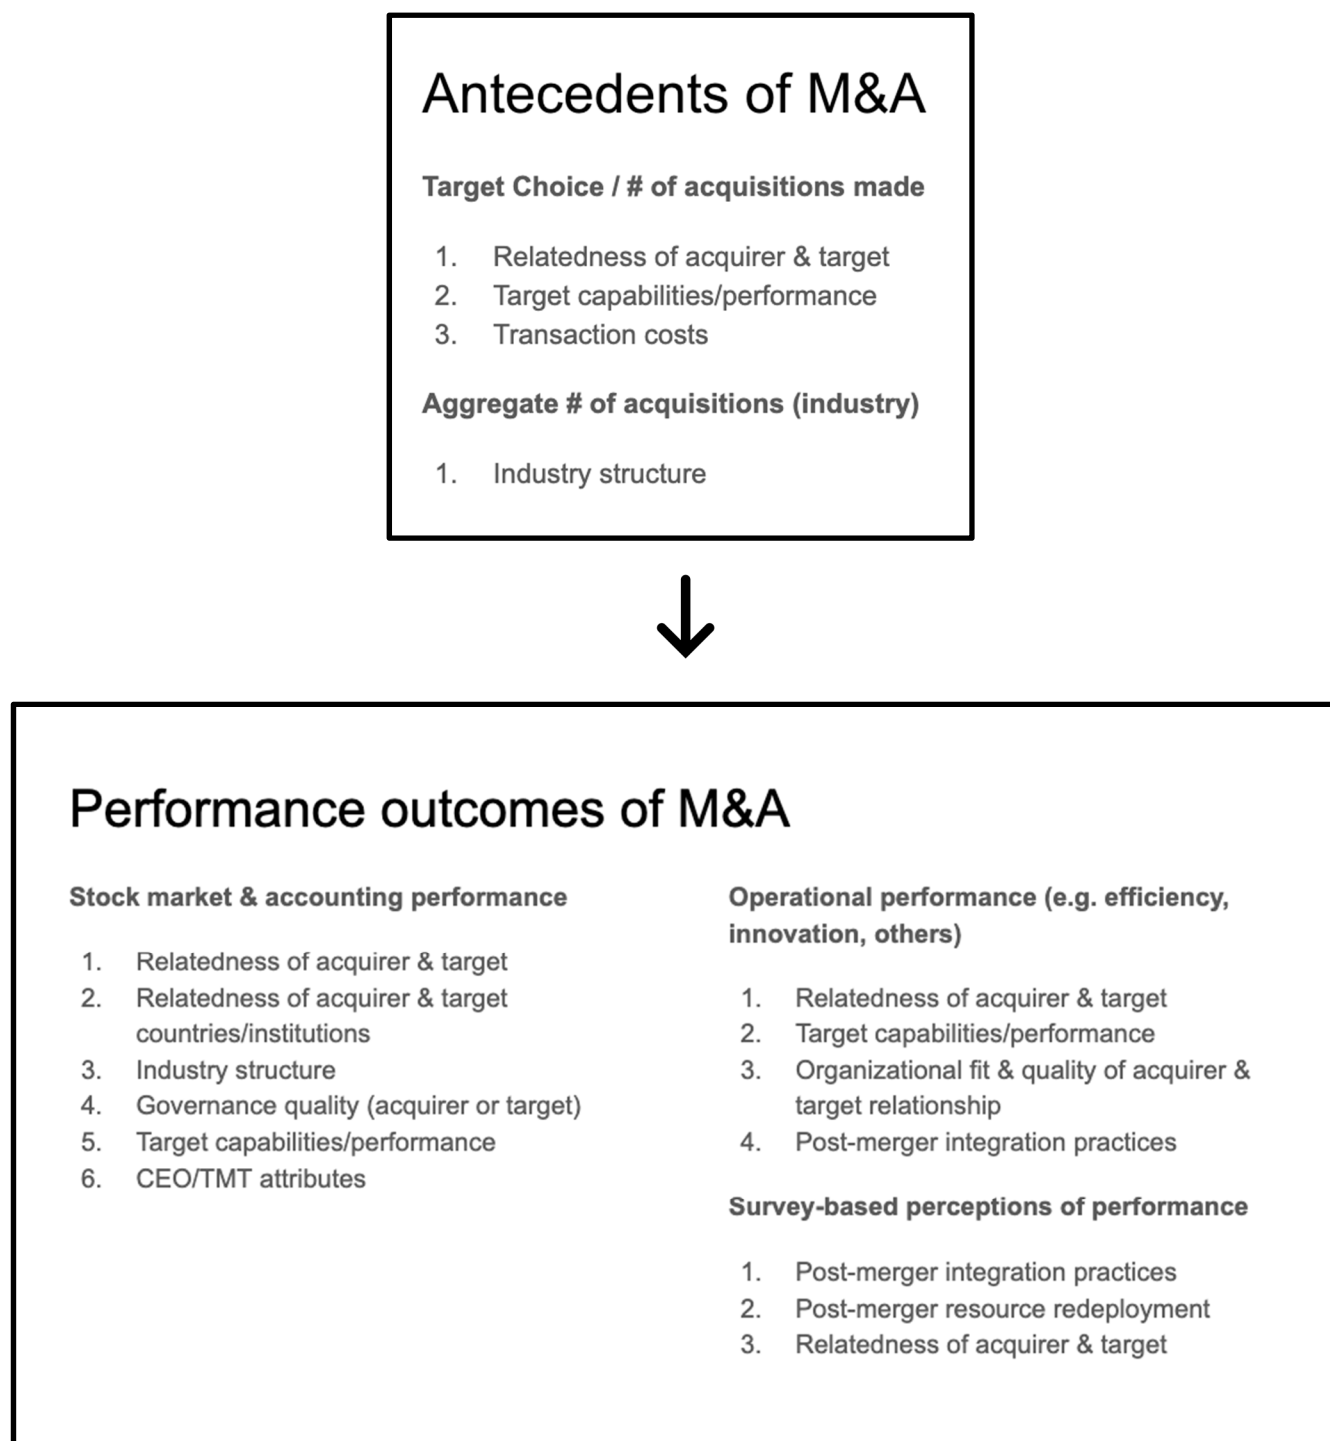 Antecedents of M&A
Target Choice / # of acquisitions made
1. Relatedness of acquirer & target
2. Target capabilities/performance
3. Transaction costs
Aggregate # of acquisitions (industry)
1. Industry structure
Performance outcomes of M&A
Stock market & accounting performance
1. Relatedness of acquirer & target
2. Relatedness of acquirer & target
countries/institutions
3. Industry structure
4. Governance quality (acquirer or target)
5. Target capabilities/performance
6. CEO/TMT attributes
Operational performance (e.g. efficiency,
innovation, others)
1. Relatedness of acquirer & target
2. Target capabilities/performance
3. Organizational fit & quality of acquirer &
target relationship
4. Post-merger integration practices
Survey-based perceptions of performance
1. Post-merger integration practices
2. Post-merger resource redeployment
3. Relatedness of acquirer & target